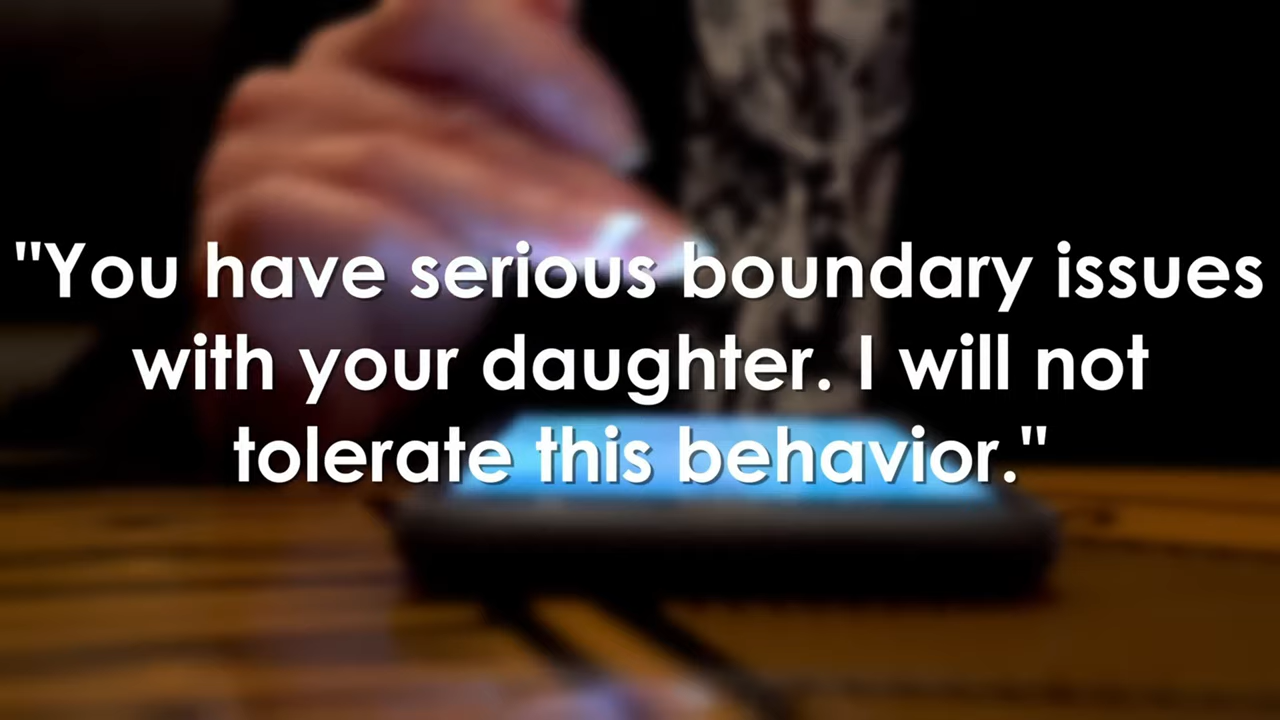 "You have serious boundary issues
with your daughter. I will not
tolerate this behavior."